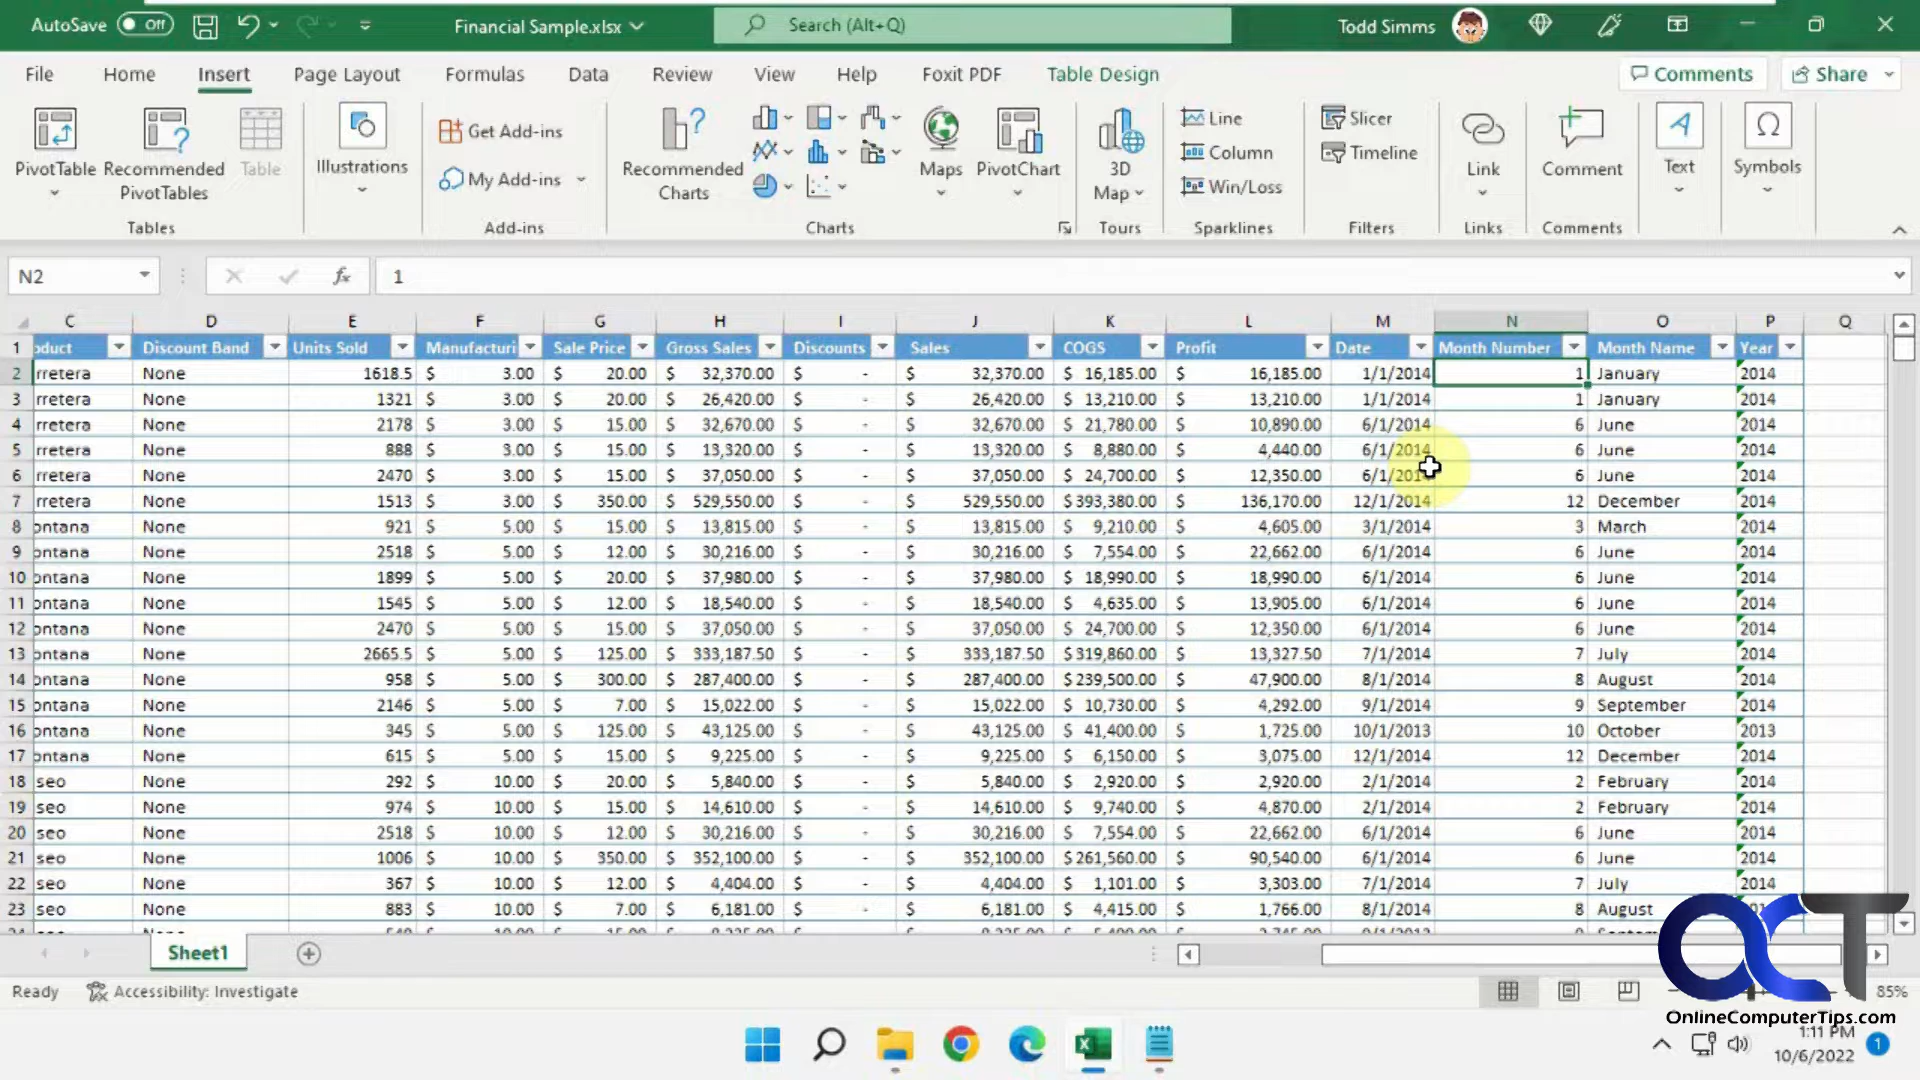 AutoSave Off Financial Sample.xlsx Search (Alt+Q) Todd Simms
File Home Insert Page Layout Formulas Data Review View Help Foxit PDF Table Design Comments Share
PivotTable Recommended PivotTables Table Illustrations Get Add-ins My Add-ins Recommended Charts Maps PivotChart 3D Map Line Column Win/Loss Slicer Timeline Link Comment Text Symbols
Tables Add-ins Charts Tours Sparklines Filters Links Comments
N2 fx 1
C D E F G H I J K L M N O P Q
1 oduct Discount Band Units Sold Manufacturi Sale Price Gross Sales Discounts Sales COGS Profit Date Month Number Month Name Year
2 rretera None 1618.5 $ 3.00 $ 20.00 $ 32,370.00 $ - $ 32,370.00 $ 16,185.00 $ 16,185.00 1/1/2014 1 January 2014
3 rretera None 1321 $ 3.00 $ 20.00 $ 26,420.00 $ - $ 26,420.00 $ 13,210.00 $ 13,210.00 1/1/2014 1 January 2014
4 rretera None 2178 $ 3.00 $ 15.00 $ 32,670.00 $ - $ 32,670.00 $ 21,780.00 $ 10,890.00 6/1/2014 6 June 2014
5 rretera None 888 $ 3.00 $ 15.00 $ 13,320.00 $ - $ 13,320.00 $ 8,880.00 $ 4,440.00 6/1/2014 6 June 2014
6 rretera None 2470 $ 3.00 $ 15.00 $ 37,050.00 $ - $ 37,050.00 $ 24,700.00 $ 12,350.00 6/1/2014 6 June 2014
7 rretera None 1513 $ 3.00 $ 350.00 $ 529,550.00 $ - $ 529,550.00 $ 393,380.00 $ 136,170.00 12/1/2014 12 December 2014
8 ontana None 921 $ 5.00 $ 15.00 $ 13,815.00 $ - $ 13,815.00 $ 9,210.00 $ 4,605.00 3/1/2014 3 March 2014
9 ontana None 2518 $ 5.00 $ 12.00 $ 30,216.00 $ - $ 30,216.00 $ 7,554.00 $ 22,662.00 6/1/2014 6 June 2014
10 ontana None 1899 $ 5.00 $ 20.00 $ 37,980.00 $ - $ 37,980.00 $ 18,990.00 $ 18,990.00 6/1/2014 6 June 2014
11 ontana None 1545 $ 5.00 $ 12.00 $ 18,540.00 $ - $ 18,540.00 $ 4,635.00 $ 13,905.00 6/1/2014 6 June 2014
12 ontana None 2470 $ 5.00 $ 15.00 $ 37,050.00 $ - $ 37,050.00 $ 24,700.00 $ 12,350.00 6/1/2014 6 June 2014
13 ontana None 2665.5 $ 5.00 $ 125.00 $ 333,187.50 $ - $ 333,187.50 $ 319,860.00 $ 13,327.50 7/1/2014 7 July 2014
14 ontana None 958 $ 5.00 $ 300.00 $ 287,400.00 $ - $ 287,400.00 $ 239,500.00 $ 47,900.00 8/1/2014 8 August 2014
15 ontana None 2146 $ 5.00 $ 7.00 $ 15,022.00 $ - $ 15,022.00 $ 10,730.00 $ 4,292.00 9/1/2014 9 September 2014
16 ontana None 345 $ 5.00 $ 125.00 $ 43,125.00 $ - $ 43,125.00 $ 41,400.00 $ 1,725.00 10/1/2013 10 October 2013
17 ontana None 615 $ 5.00 $ 15.00 $ 9,225.00 $ - $ 9,225.00 $ 6,150.00 $ 3,075.00 12/1/2014 12 December 2014
18 seo None 292 $ 10.00 $ 20.00 $ 5,840.00 $ - $ 5,840.00 $ 2,920.00 $ 2,920.00 2/1/2014 2 February 2014
19 seo None 974 $ 10.00 $ 15.00 $ 14,610.00 $ - $ 14,610.00 $ 9,740.00 $ 4,870.00 2/1/2014 2 February 2014
20 seo None 2518 $ 10.00 $ 12.00 $ 30,216.00 $ - $ 30,216.00 $ 7,554.00 $ 22,662.00 6/1/2014 6 June 2014
21 seo None 1006 $ 10.00 $ 350.00 $ 352,100.00 $ - $ 352,100.00 $ 261,560.00 $ 90,540.00 6/1/2014 6 June 2014
22 seo None 367 $ 10.00 $ 12.00 $ 4,404.00 $ - $ 4,404.00 $ 1,101.00 $ 3,303.00 7/1/2014 7 July 2014
23 seo None 883 $ 10.00 $ 7.00 $ 6,181.00 $ - $ 6,181.00 $ 4,415.00 $ 1,766.00 8/1/2014 8 August
Sheet1
Ready Accessibility: Investigate 85%
OCT
OnlineComputerTips.com
1:11 PM
10/6/2022 1